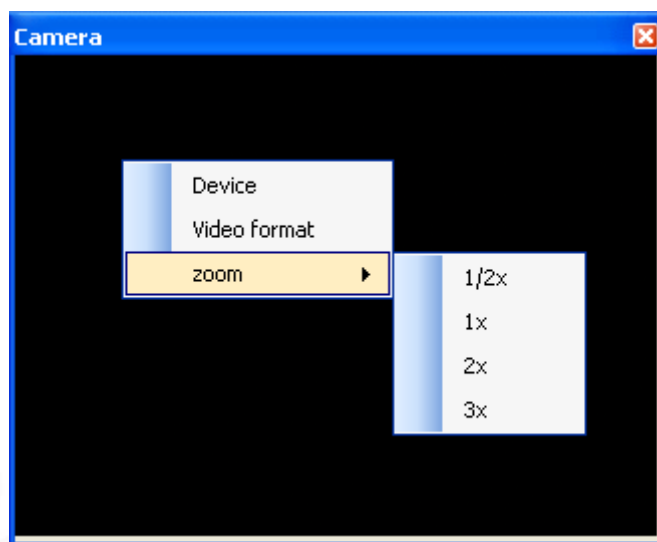 Camera
Device
Video format
zoom
1/2x
1x
2x
3x